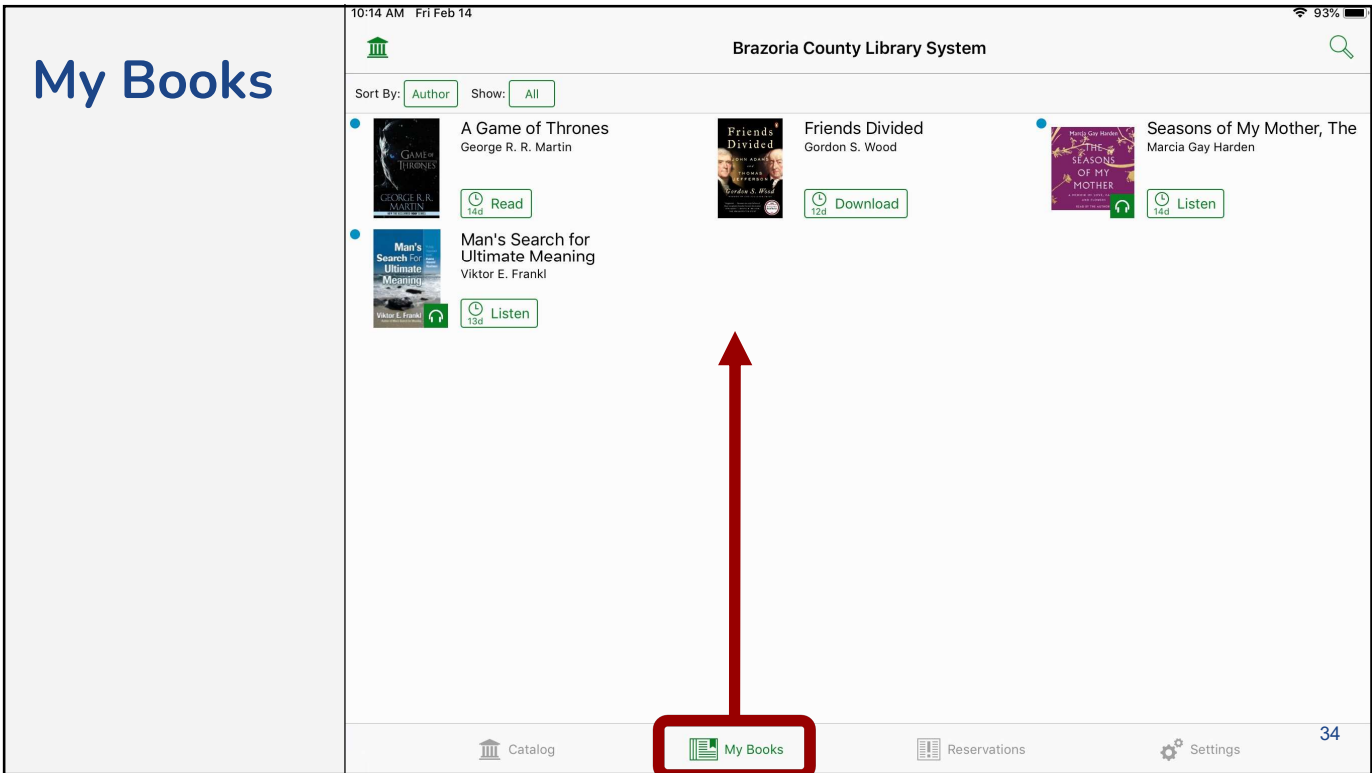 My Books
10:14 AM Fri Feb 14
93%
Brazoria County Library System
Sort By: Author Show: All
GAME OF
THRONES
GEORGE R.R.
MARTIN
A Game of Thrones
George R. R. Martin
14d Read
Friends
Divided
JOHN ADAMS
and
THOMAS
JEFFERSON
Gordon S. Wood
Friends Divided
Gordon S. Wood
12d Download
Marcia Gay Harden
THE
SEASONS
OF MY
MOTHER
Seasons of My Mother, The
Marcia Gay Harden
14d Listen
Man's
Search For
Ultimate
Meaning
Viktor E. Frankl
Man's Search for
Ultimate Meaning
Viktor E. Frankl
13d Listen
Catalog
My Books
Reservations
Settings
34